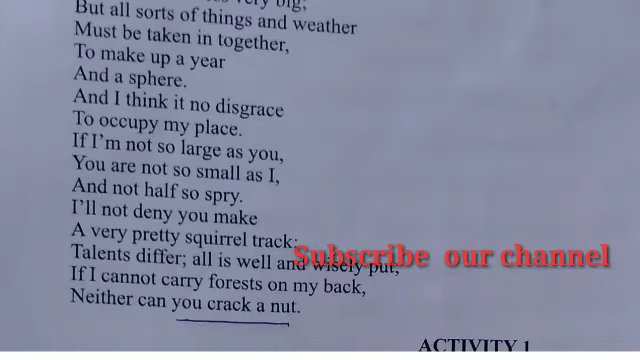 very big;
But all sorts of things and weather
Must be taken in together,
To make up a year
And a sphere.
And I think it no disgrace
To occupy my place.
If I'm not so large as you,
You are not so small as I,
And not half so spry.
I'll not deny you make
A very pretty squirrel track;
Talents differ; all is well and wisely put;
If I cannot carry forests on my back,
Neither can you crack a nut.
Subscribe our channel
ACTIVITY 1